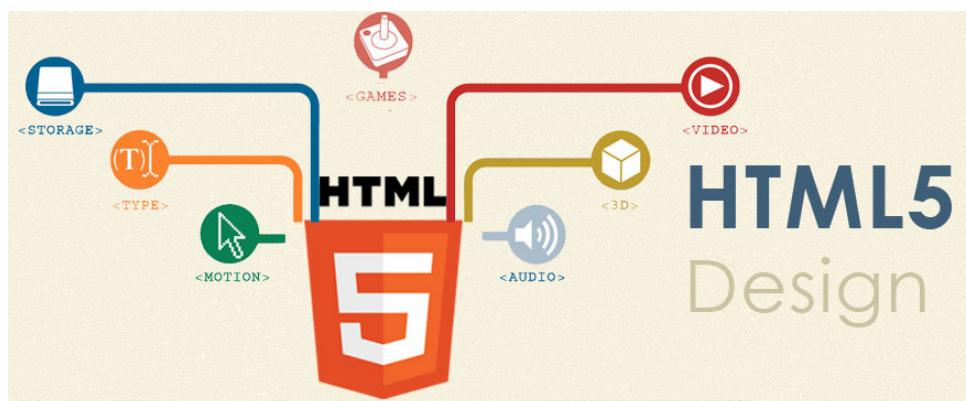 <GAMES>
<STORAGE>
<VIDEO>
(T)
<TYPE>
<3D>
HTML
5
<MOTION>
<AUDIO>
HTML5
Design